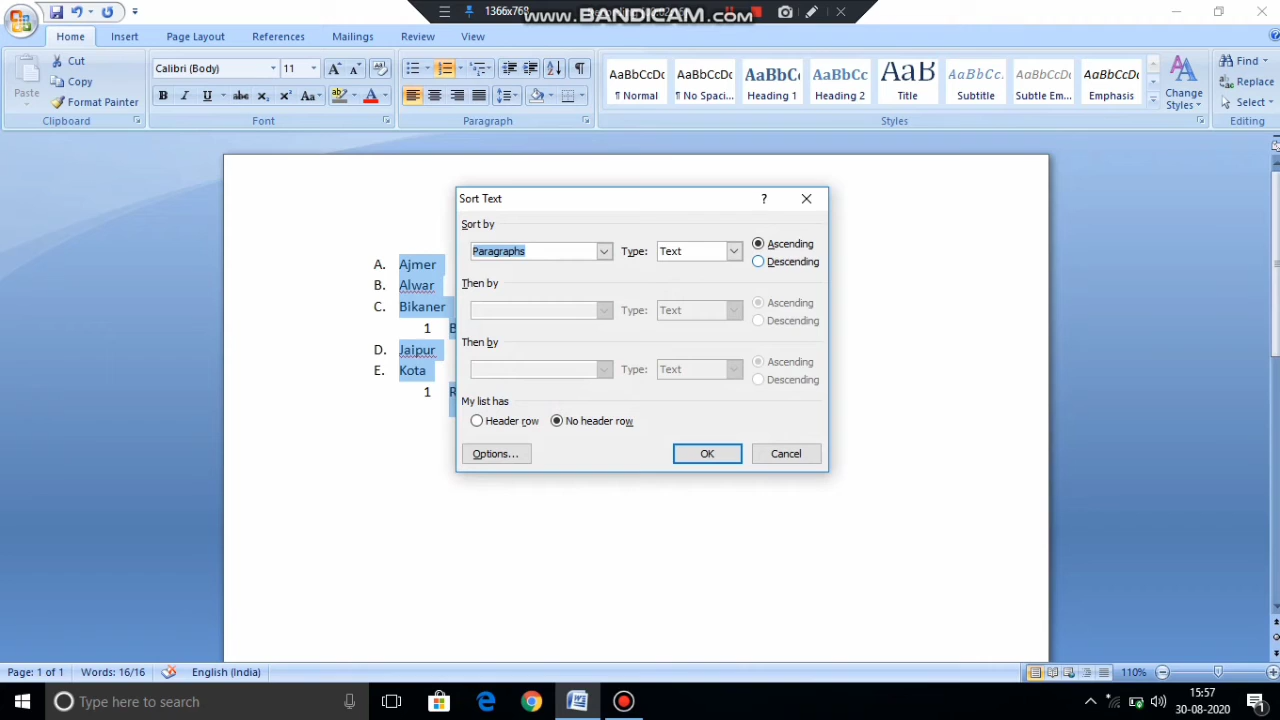 1366x768
www.BANDICAM.com
Home Insert Page Layout References Mailings Review View
Paste
Cut
Copy
Format Painter
Clipboard
Calibri (Body) 11
Font
Paragraph
AaBbCcDc AaBbCcDc AaBbC AaBbCc AaB AaBbCc. AaBbCcDc AaBbCcDc
¶ Normal ¶ No Spaci... Heading 1 Heading 2 Title Subtitle Subtle Em... Emphasis
Change Styles
Styles
Find
Replace
Select
Editing
Sort Text ?
Sort by
Paragraphs Type: Text Ascending
Descending
Then by
Type: Text Ascending
Descending
Then by
Type: Text Ascending
Descending
My list has
Header row No header row
Options... OK Cancel
A. Ajmer
B. Alwar
C. Bikaner
1 B
D. Jaipur
E. Kota
1 R
Page: 1 of 1 Words: 16/16 English (India) 110%
Type here to search
15:57
30-08-2020